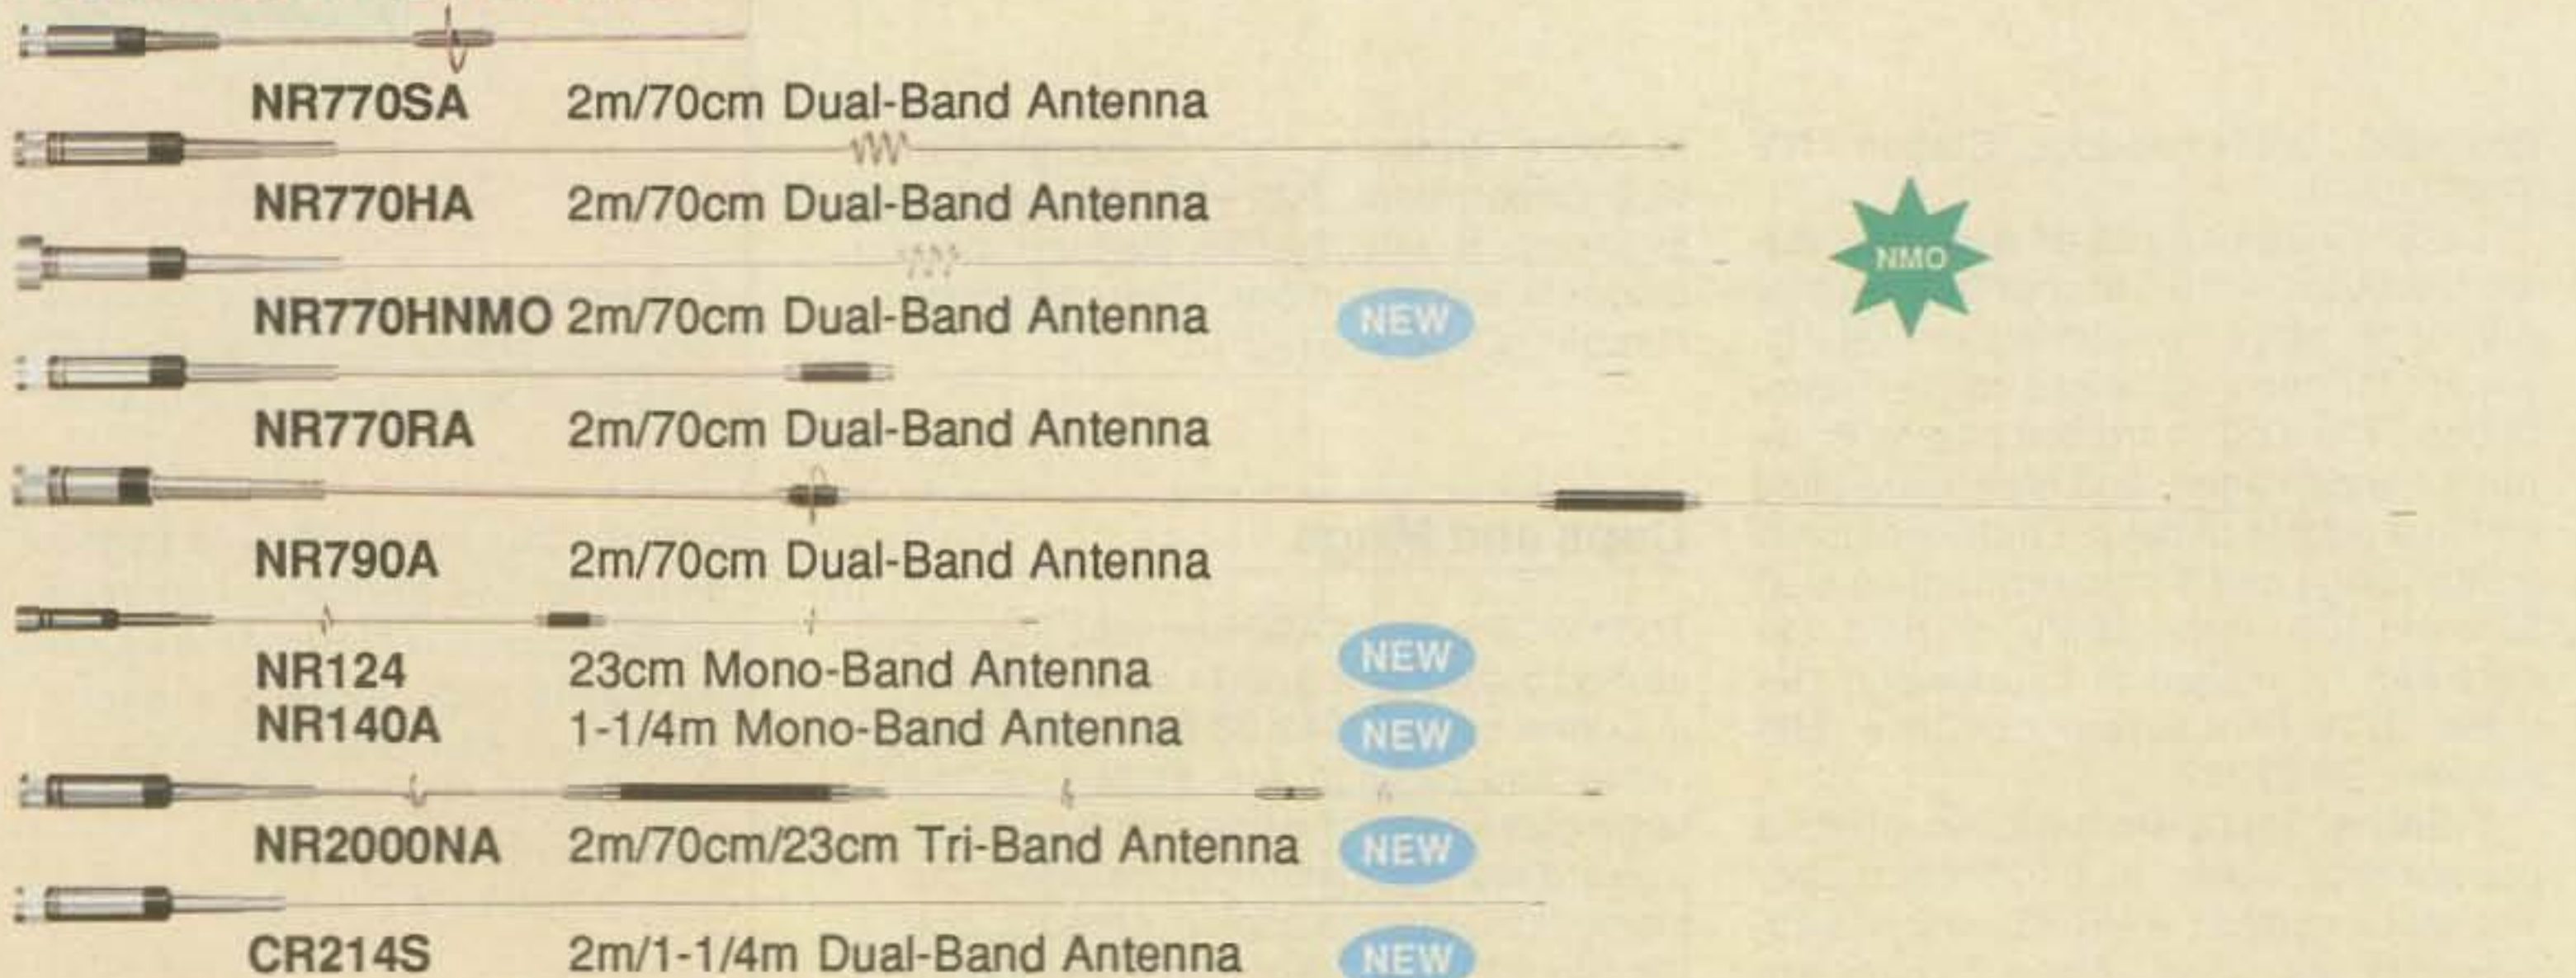 NR770SA 2m/70cm Dual-Band Antenna
NR770HA 2m/70cm Dual-Band Antenna
NMO
NR770HNMO 2m/70cm Dual-Band Antenna NEW
NR770RA 2m/70cm Dual-Band Antenna
NR790A 2m/70cm Dual-Band Antenna
NR124 23cm Mono-Band Antenna NEW
NR140A 1-1/4m Mono-Band Antenna NEW
NR2000NA 2m/70cm/23cm Tri-Band Antenna NEW
CR214S 2m/1-1/4m Dual-Band Antenna NEW